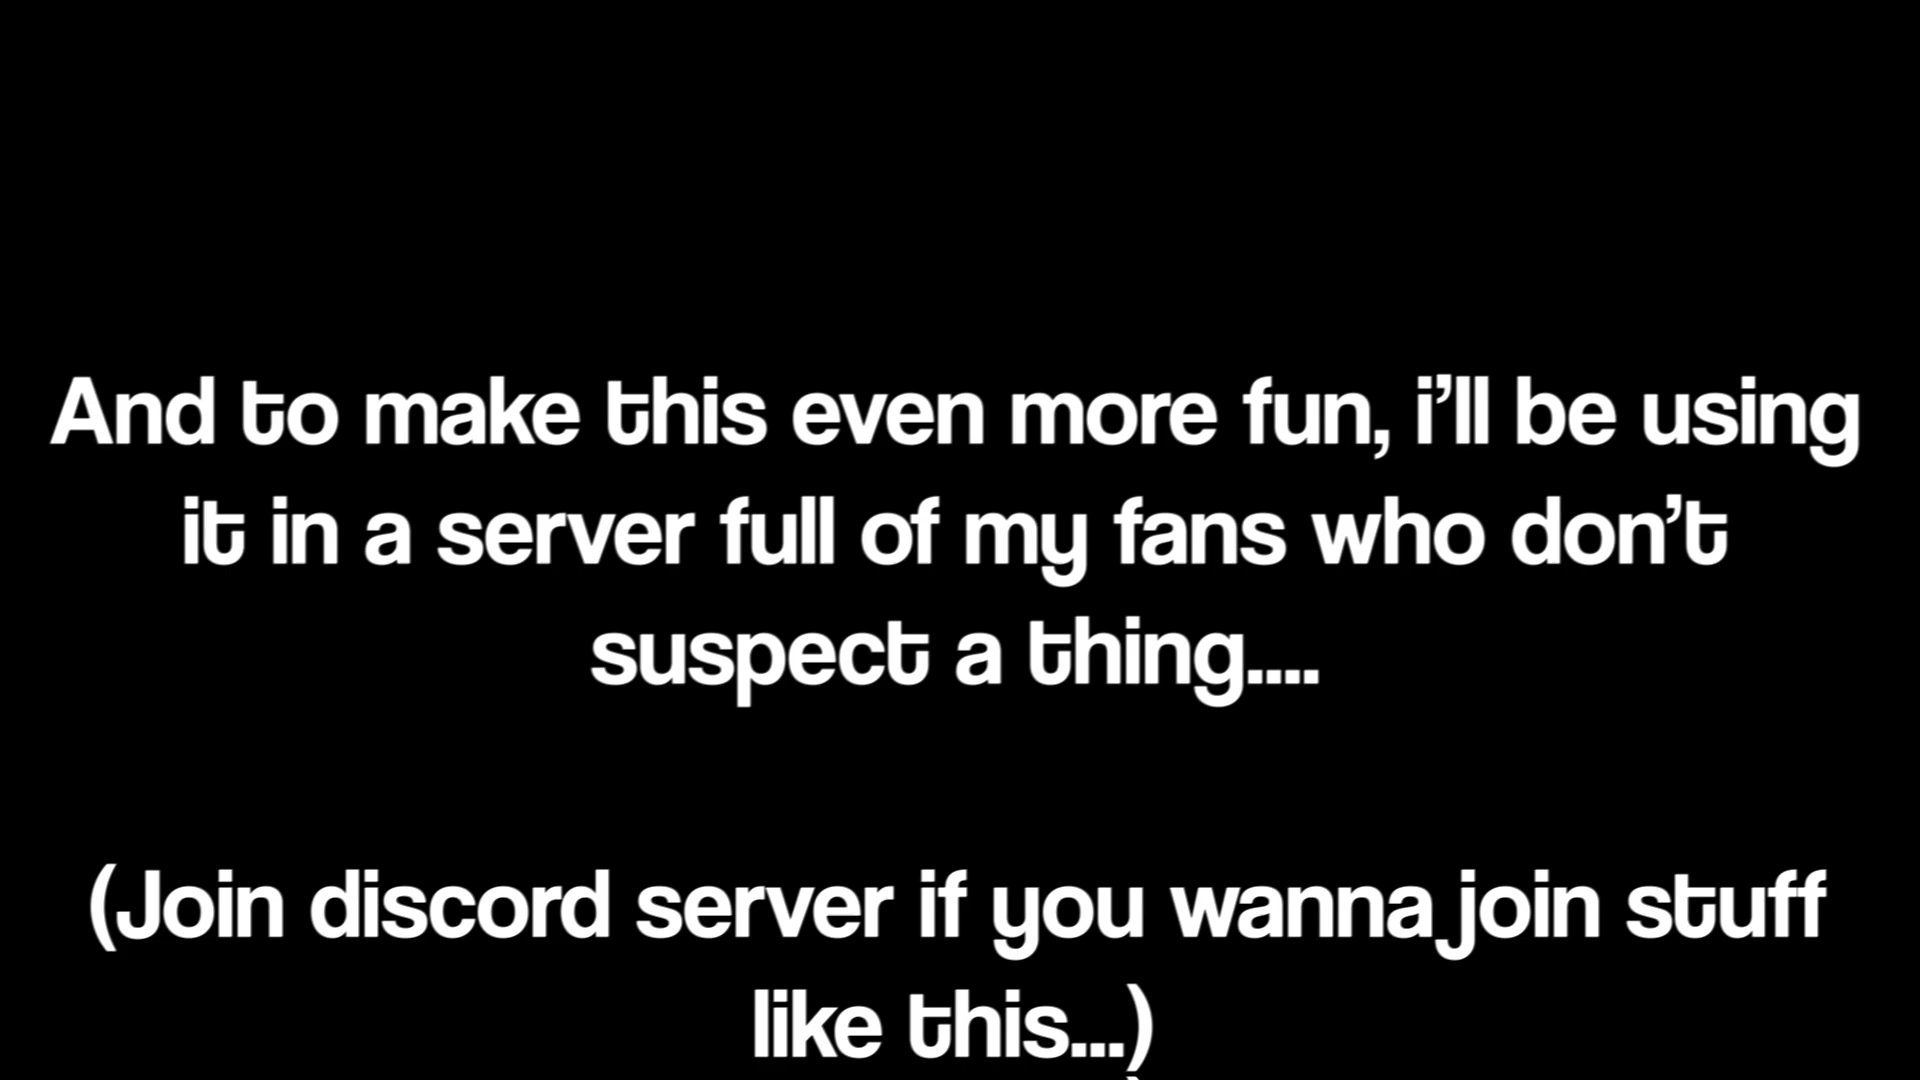 And to make this even more fun, i'll be using
it in a server full of my fans who don't
suspect a thing....
(Join discord server if you wanna join stuff
like this...)